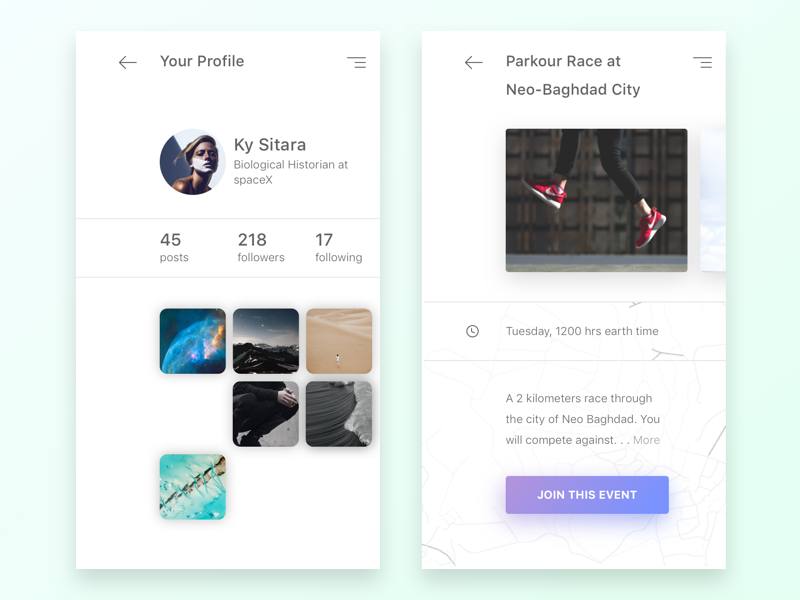 Your Profile
Ky Sitara
Biological Historian at
spaceX
45
posts
218
followers
17
following
Parkour Race at
Neo-Baghdad City
Tuesday, 1200 hrs earth time
A 2 kilometers race through
the city of Neo Baghdad. You
will compete against. . . More
JOIN THIS EVENT